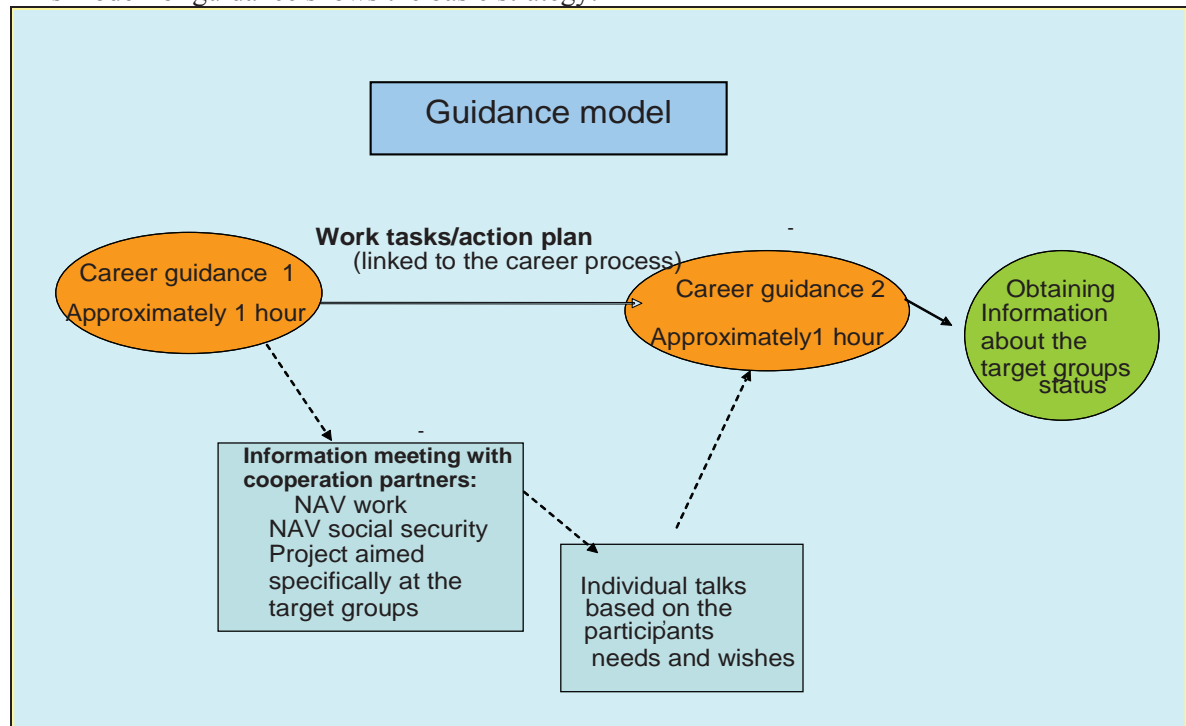 Guidance model
Work tasks/action plan
(linked to the career process)
Career guidance 1
Approximately 1 hour
Career guidance 2
Approximately1 hour
Obtaining
Information
about the
target groups
status
Information meeting with
cooperation partners:
NAV work
NAV social security
Project aimed
specifically at the
target groups
Individual talks
based on the
participants’
needs and wishes